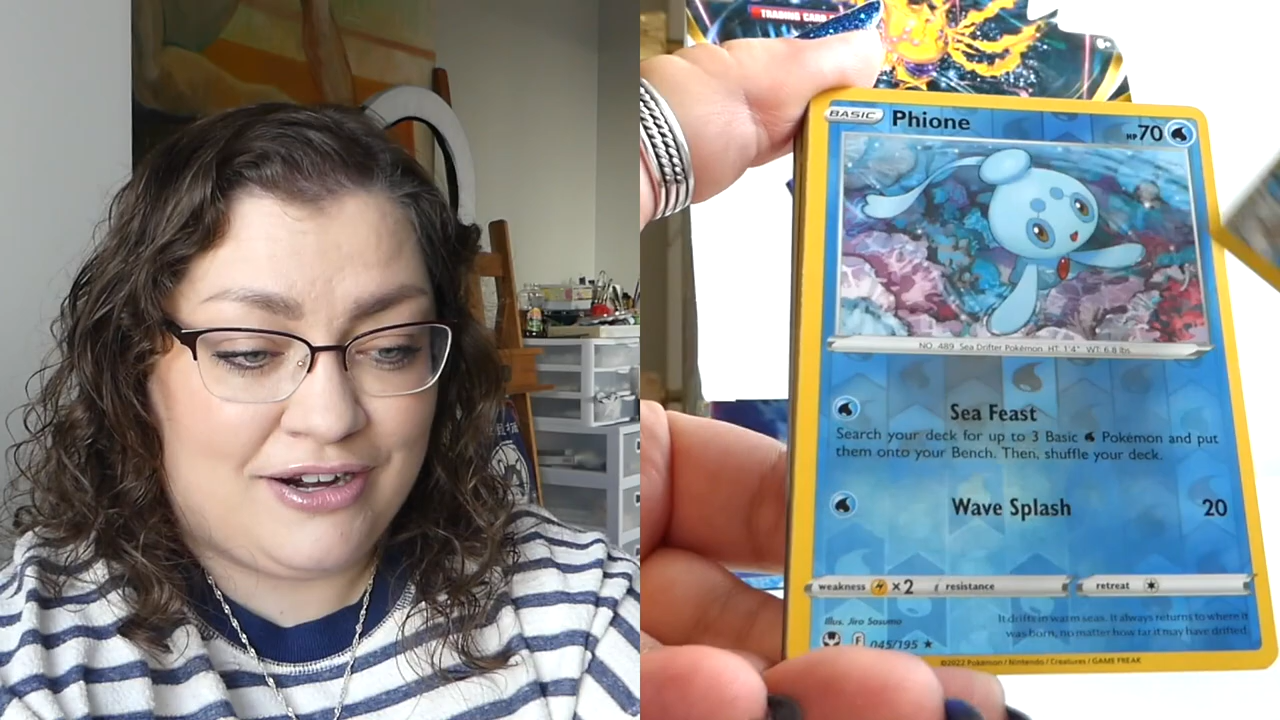 TRADING CARD
BASIC Phione HP 70
NO. 489 Sea Drifter Pokémon HT: 1'4" WT: 6.8 lbs.
Sea Feast
Search your deck for up to 3 Basic Pokémon and put
them onto your Bench. Then, shuffle your deck.
Wave Splash 20
weakness ×2 resistance retreat
It drifts in warm seas. It always returns to where it
was born, no matter how far it may have drifted.
Illus. Jiro Sasumo
F 045/195 ★
©2022 Pokémon / Nintendo / Creatures / GAME FREAK